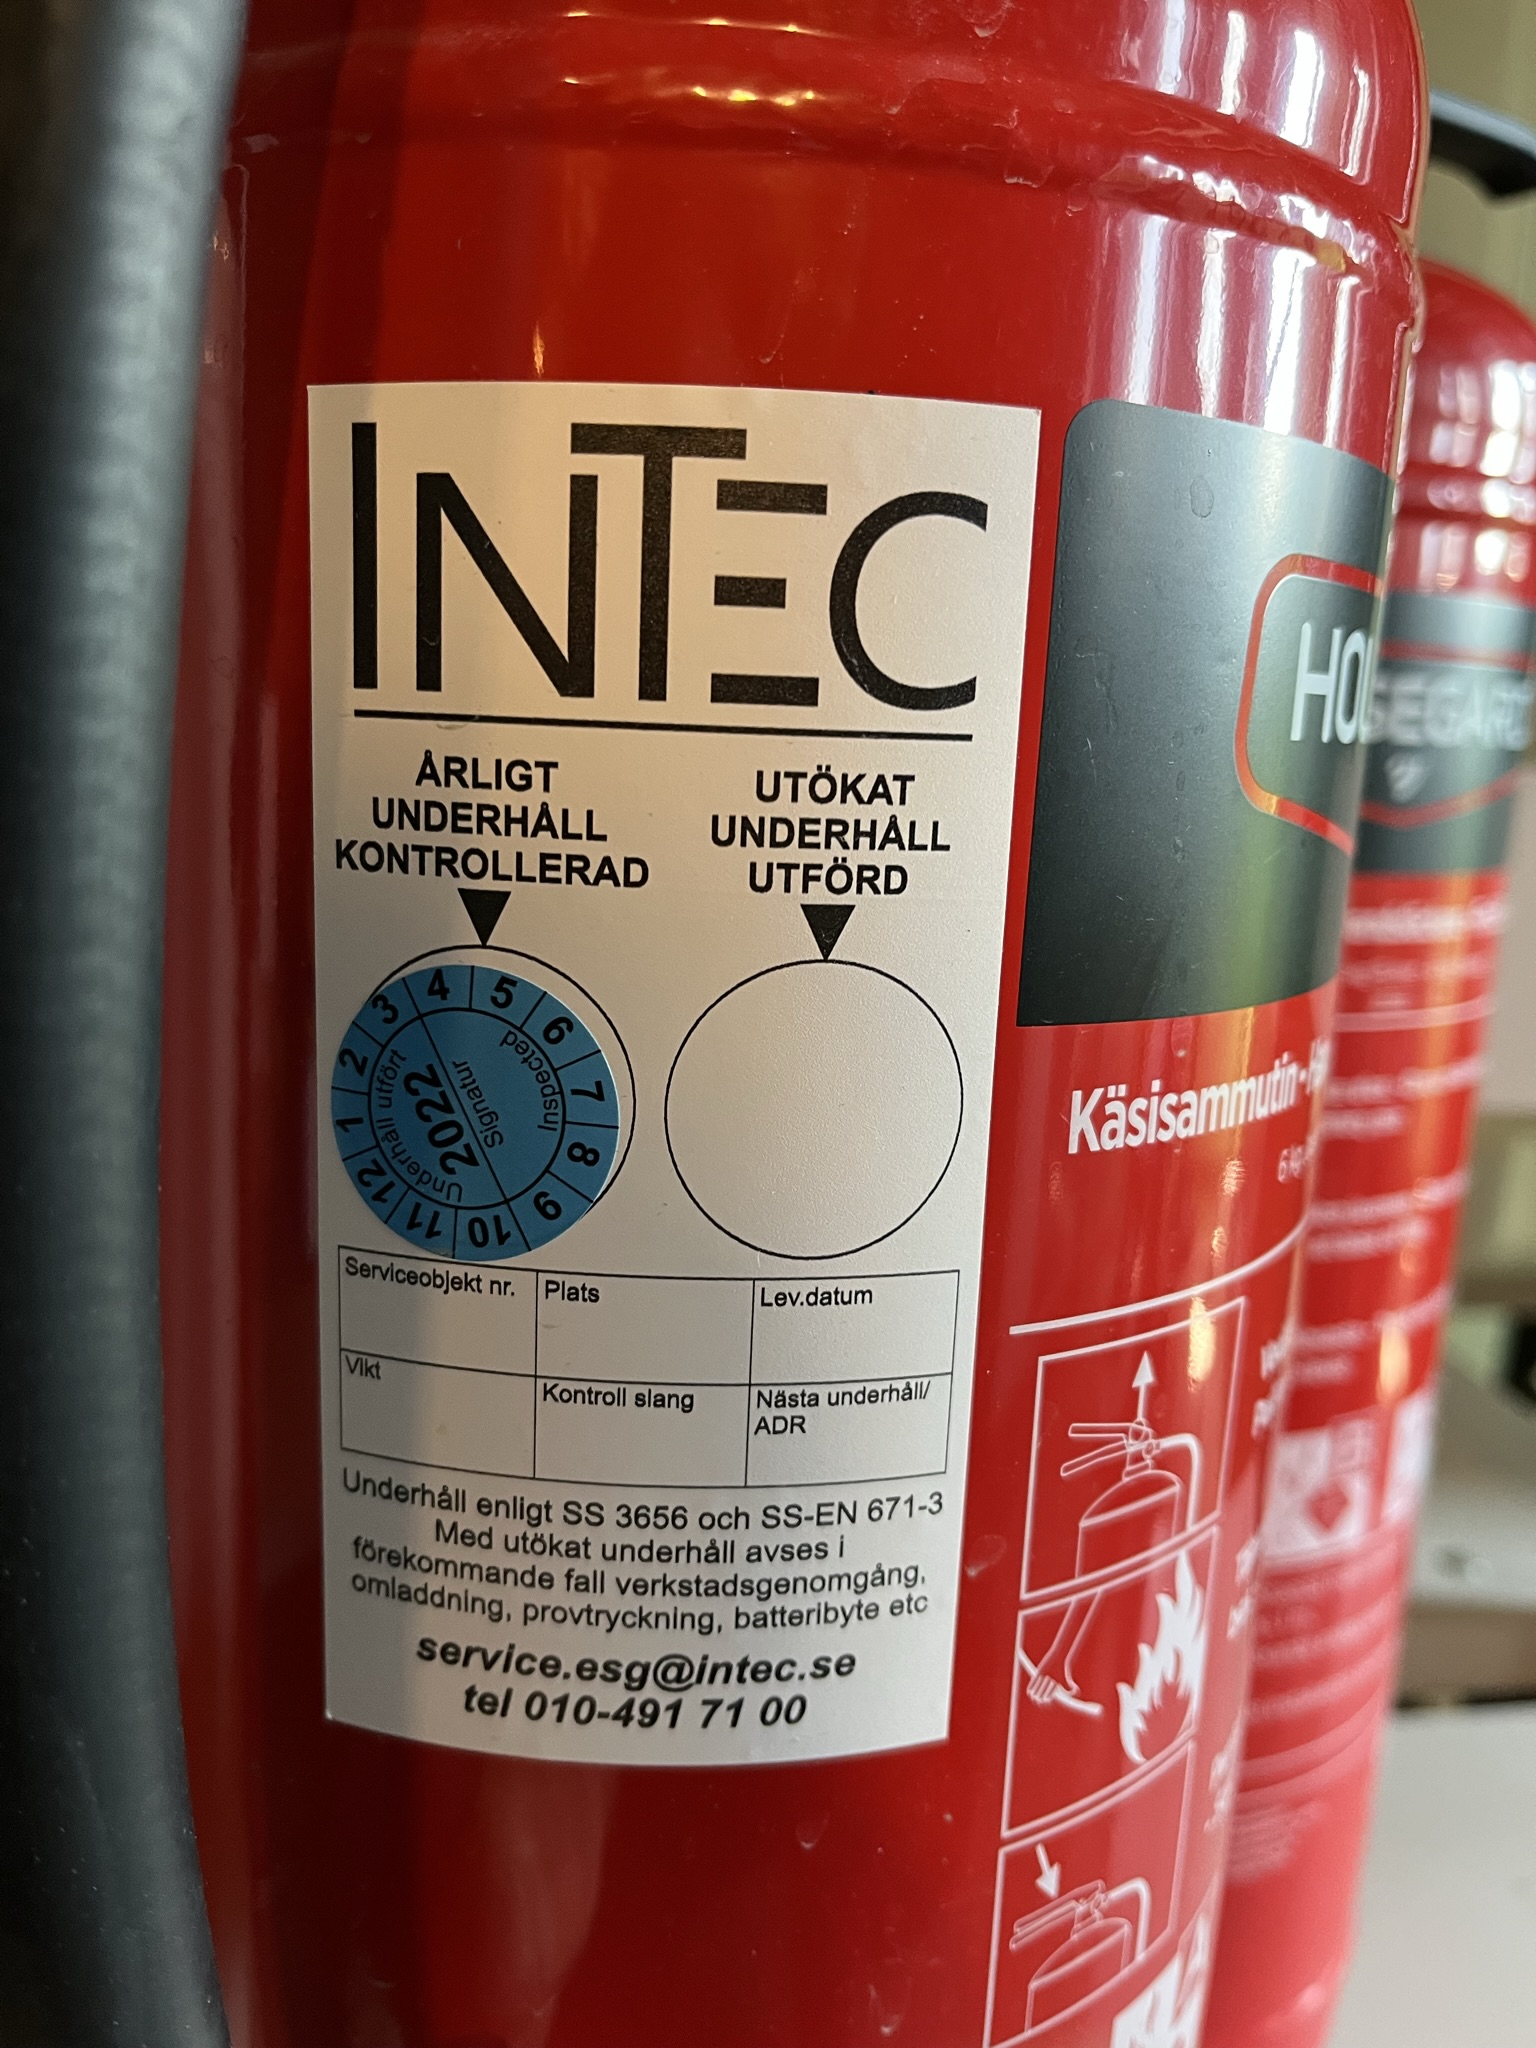 INTEC
ÅRLIGT
UNDERHÅLL
KONTROLLERAD
UTÖKAT
UNDERHÅLL
UTFÖRD
1 2 3 4 5 6 7 8 9 10 11 12
Underhåll utfört
2022
Signatur
Inspected
Serviceobjekt nr.
Plats
Lev.datum
Vikt
Kontroll slang
Nästa underhåll/
ADR
Underhåll enligt SS 3656 och SS-EN 671-3
Med utökat underhåll avses i
förekommande fall verkstadsgenomgång,
omladdning, provtryckning, batteribyte etc
service.esg@intec.se
tel 010-491 71 00
Käsisammutin
HOUSEGARD